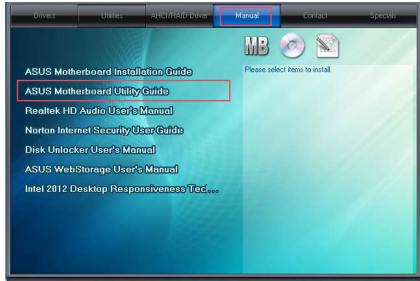 Drivers Utilities AHCI/RAID Driver Manual Contact Specials
MB
Please select items to install.
ASUS Motherboard Installation Guide
ASUS Motherboard Utility Guide
Realtek HD Audio User's Manual
Norton Internet Security User Guide
Disk Unlocker User's Manual
ASUS WebStorage User's Manual
Intel 2012 Desktop Responsiveness Tecl...